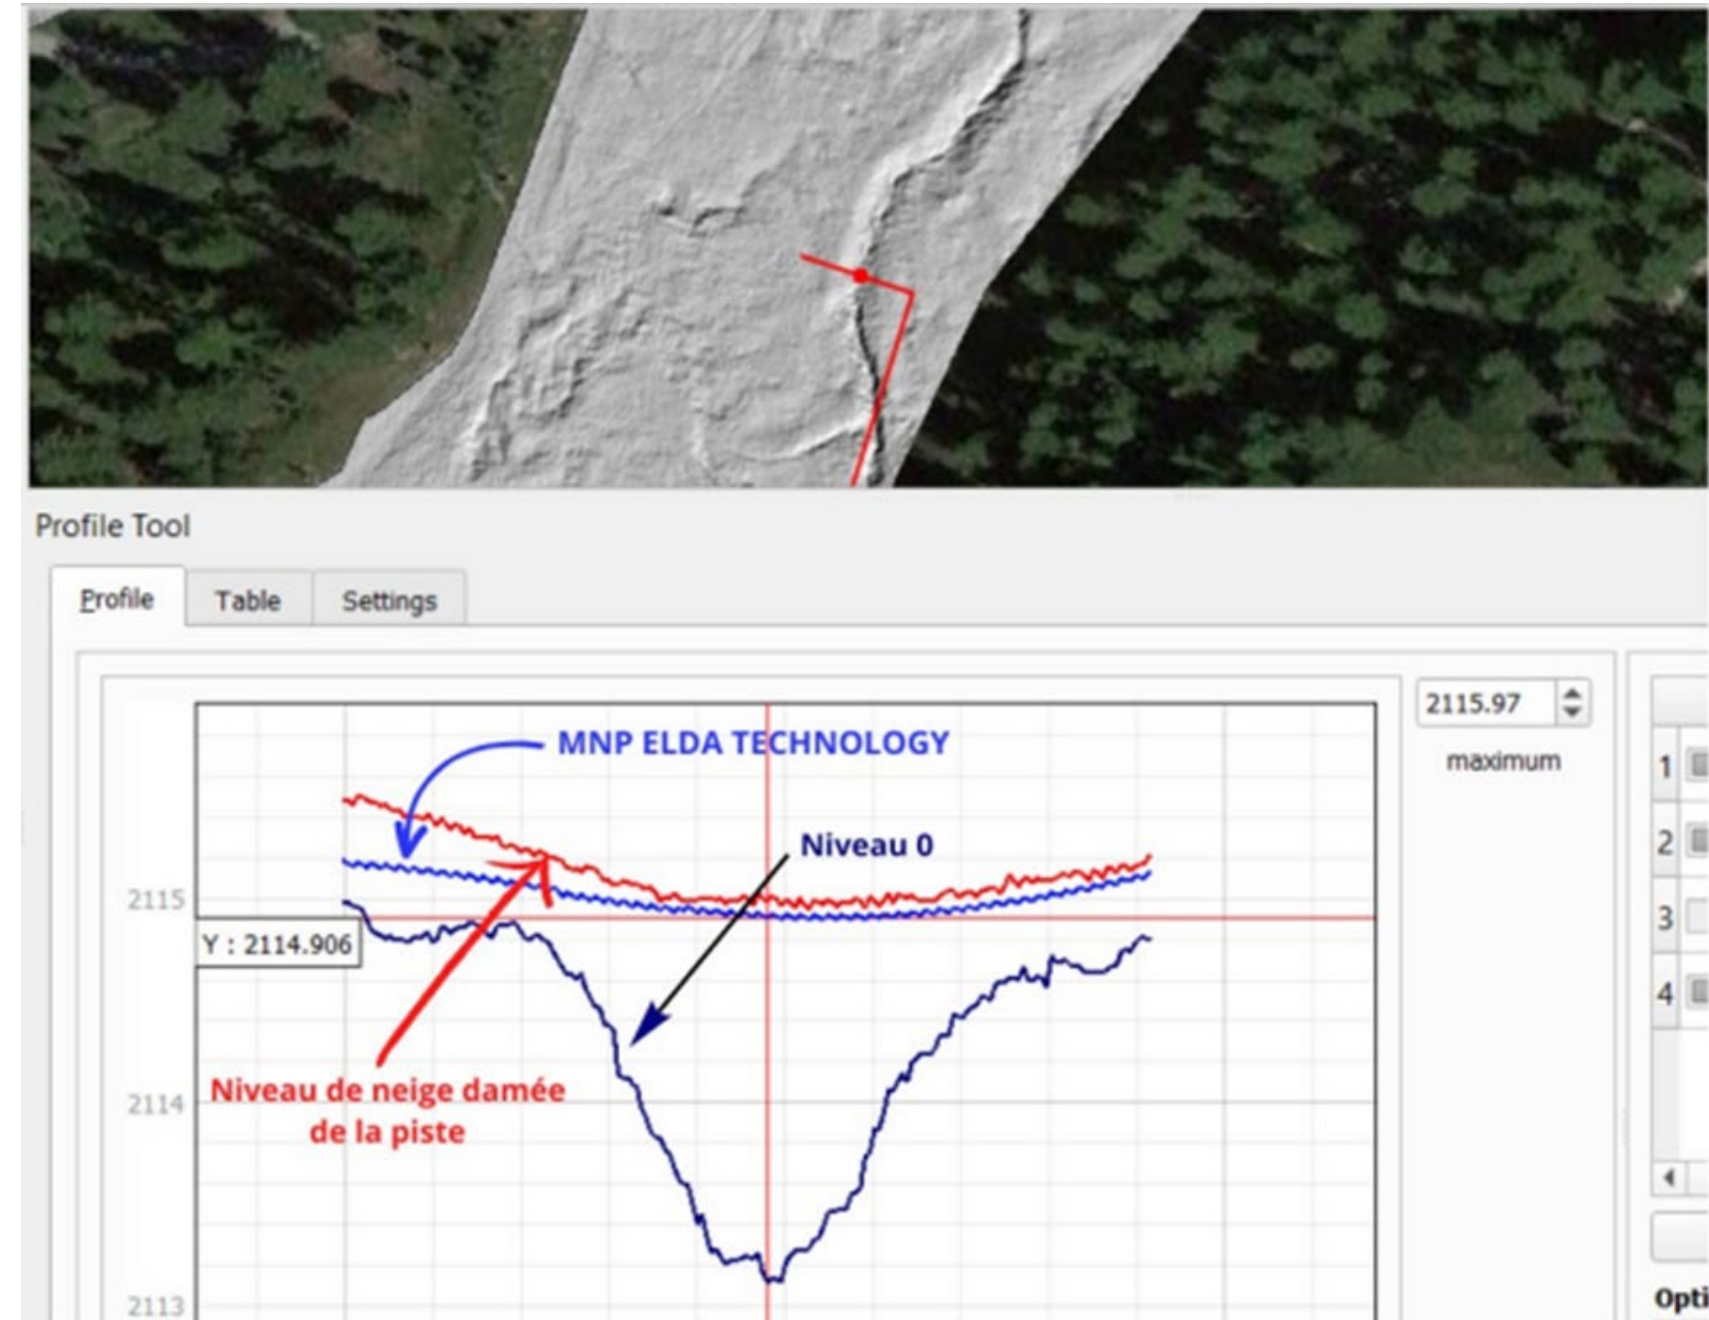 Profile Tool
Profile Table Settings
2115.97
maximum
MNP ELDA TECHNOLOGY
Niveau 0
2115
Y : 2114.906
Niveau de neige damée
de la piste
2114
2113
1
2
3
4
Opti